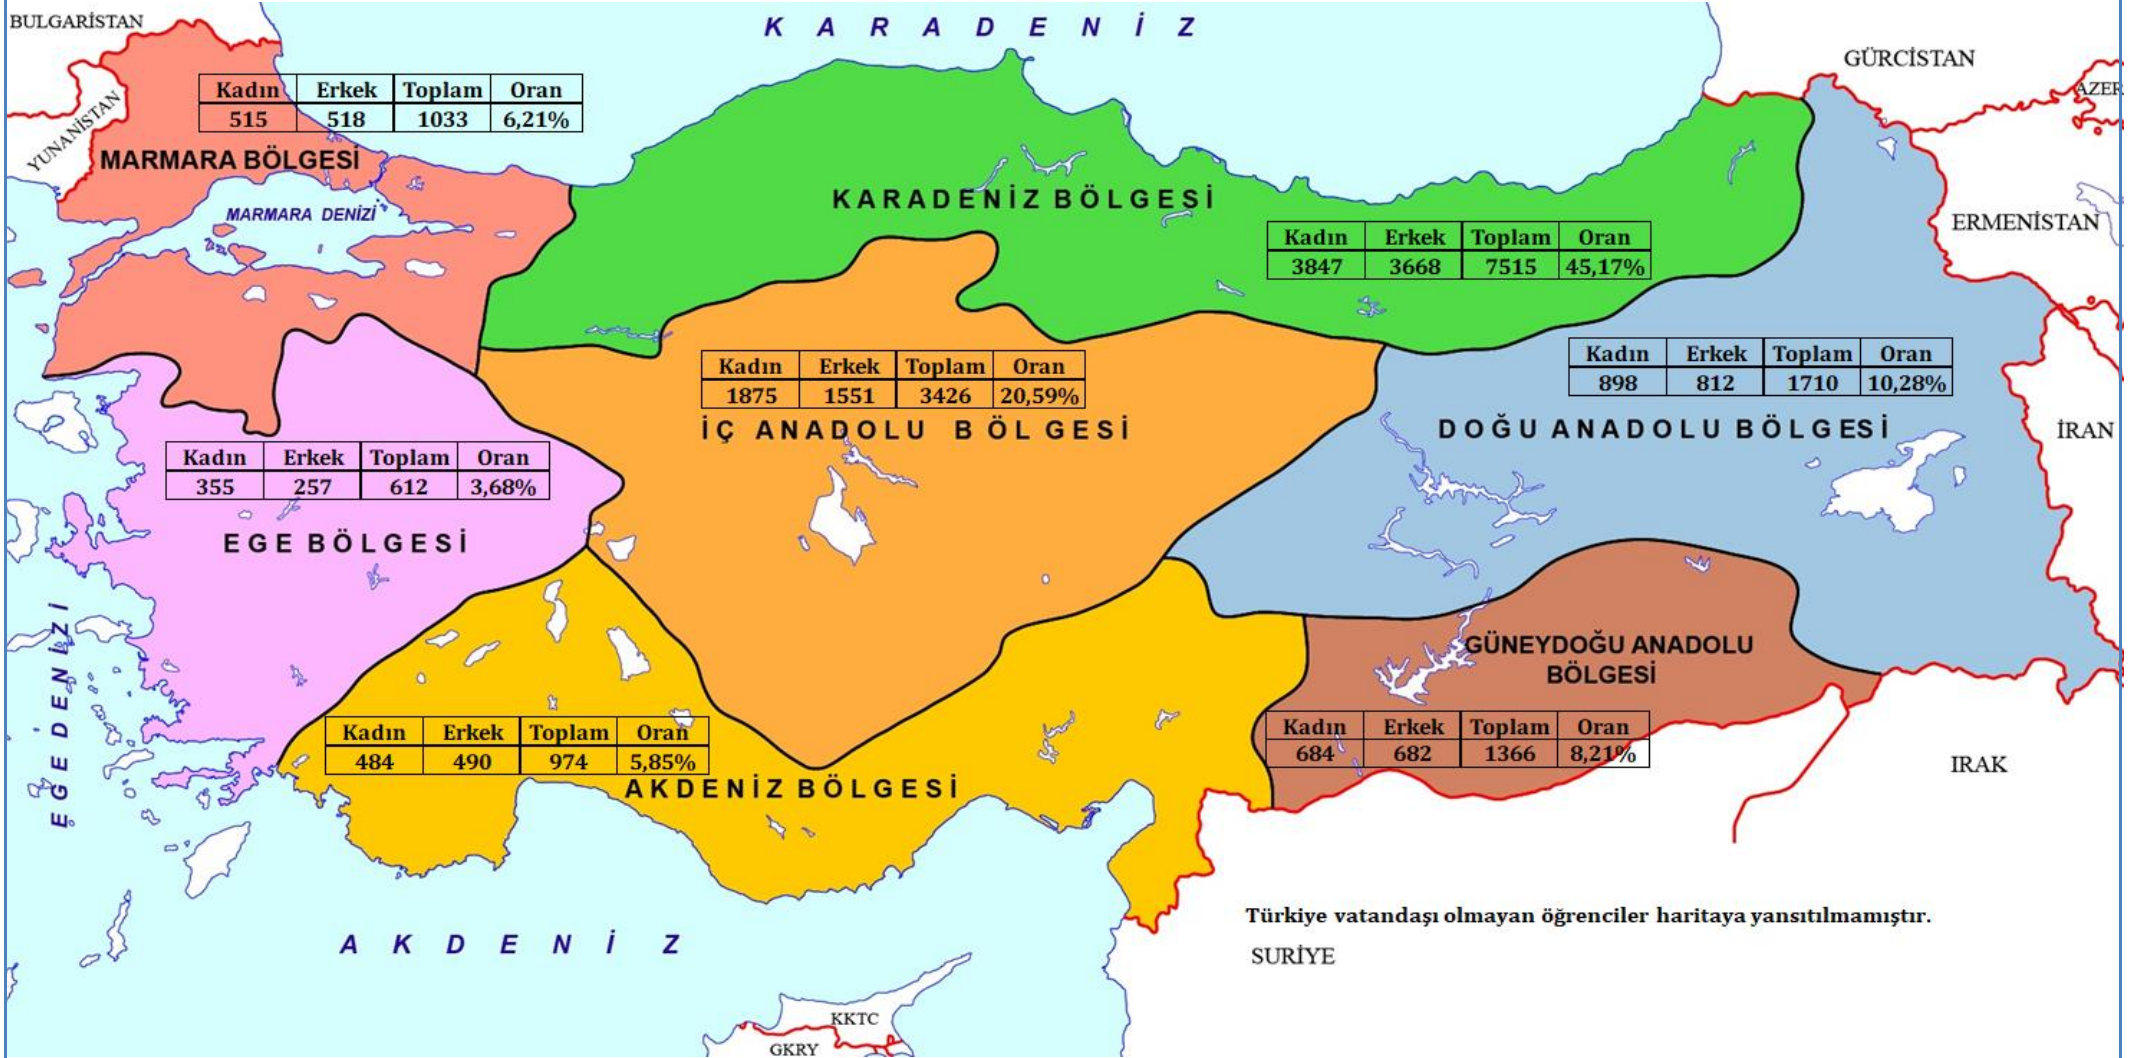 BULGARİSTAN
K A R A D E N İ Z
GÜRCİSTAN
AZER
YUNANİSTAN
Kadın Erkek Toplam Oran
515 518 1033 6,21%
MARMARA BÖLGESİ
MARMARA DENİZİ
KARADENİZ BÖLGESİ
ERMENİSTAN
Kadın Erkek Toplam Oran
3847 3668 7515 45,17%
Kadın Erkek Toplam Oran
1875 1551 3426 20,59%
İÇ ANADOLU BÖLGESİ
Kadın Erkek Toplam Oran
898 812 1710 10,28%
DOĞU ANADOLU BÖLGESİ
İRAN
Kadın Erkek Toplam Oran
355 257 612 3,68%
EGE BÖLGESİ
EGE DENİZİ
GÜNEYDOĞU ANADOLU
BÖLGESİ
Kadın Erkek Toplam Oran
684 682 1366 8,21%
IRAK
Kadın Erkek Toplam Oran
484 490 974 5,85%
AKDENİZ BÖLGESİ
Türkiye vatandaşı olmayan öğrenciler haritaya yansıtılmamıştır.
A K D E N İ Z
SURİYE
KKTC
GKRY